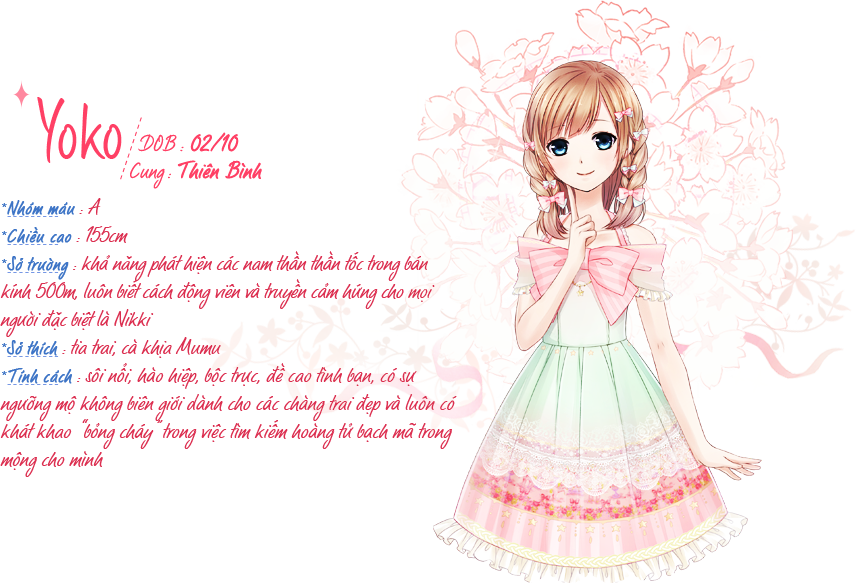 Yoko
DOB : 02/10
Cung : Thiên Bình
*Nhóm máu : A
*Chiều cao : 155cm
*Sở trường : khả năng phát hiện các nam thần thần tốc trong bán
kính 500m, luôn biết cách động viên và truyền cảm hứng cho mọi
người đặc biệt là Nikki
*Sở thích : tia trai, cà khịa Mumu
*Tính cách : sôi nổi, hào hiệp, bộc trực, đề cao tình bạn, có sự
ngưỡng mộ không biên giới dành cho các chàng trai đẹp và luôn có
khát khao "bỏng cháy" trong việc tìm kiếm hoàng tử bạch mã trong
mộng cho mình